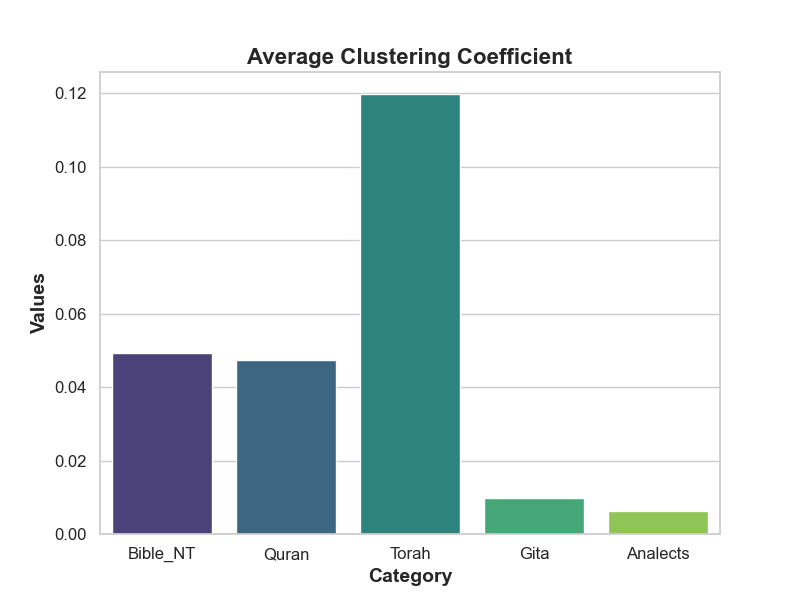 Average Clustering Coefficient
0.12
0.10
0.08
0.06
0.04
0.02
0.00
Values
Bible_NT Quran Torah Gita Analects
Category